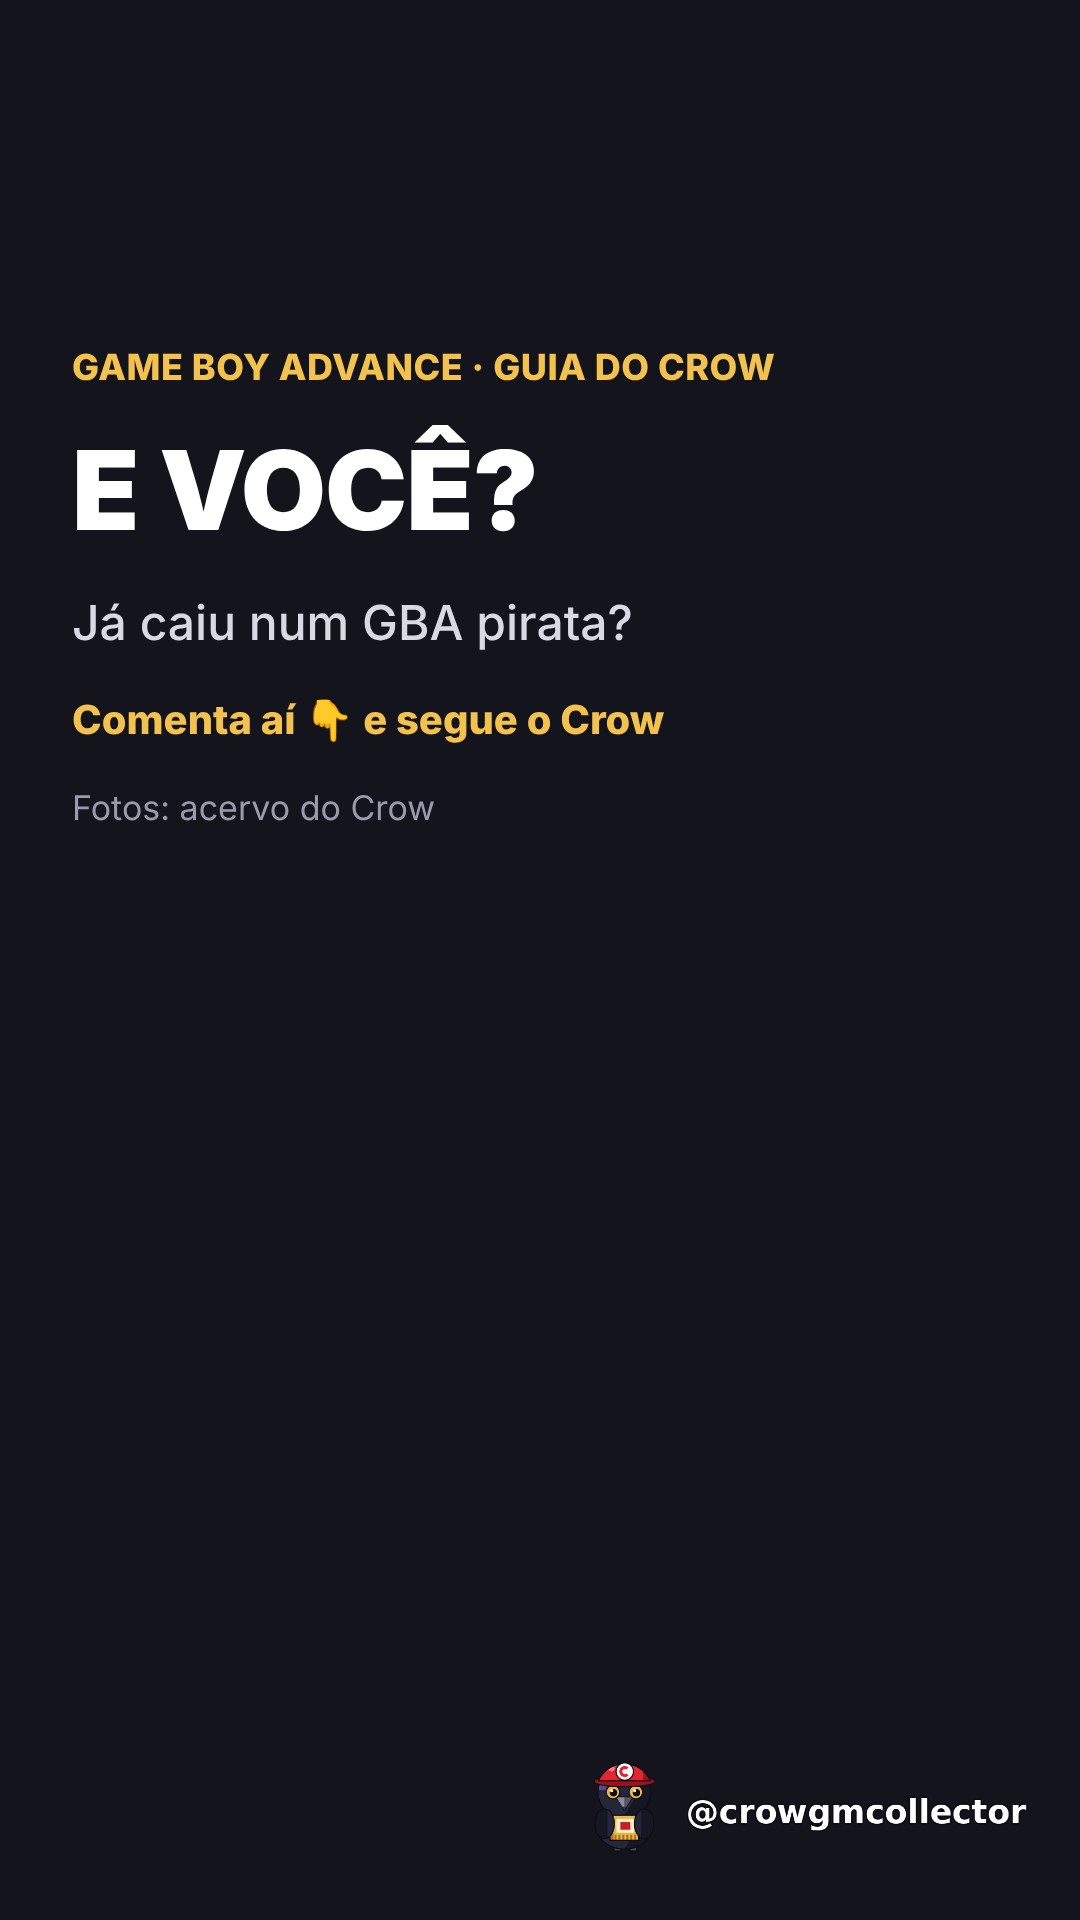 GAME BOY ADVANCE · GUIA DO CROW
E VOCÊ?
Já caiu num GBA pirata?
Comenta aí 👇 e segue o Crow
Fotos: acervo do Crow
C
@crowgmcollector